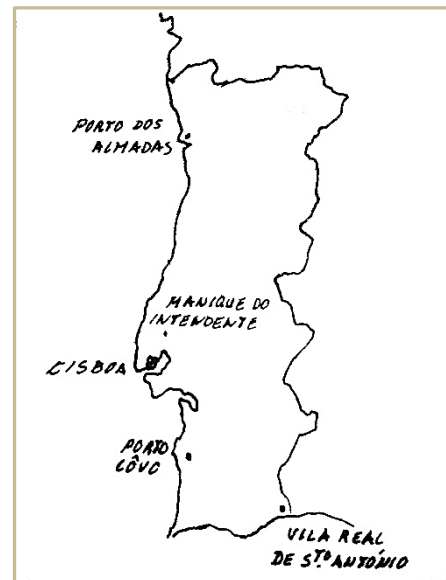 PORTO DOS
ALMADAS
MANIQUE DO
INTENDENTE
LISBOA
PORTO
CÔVO
VILA REAL
DE STO ANTÓNIO